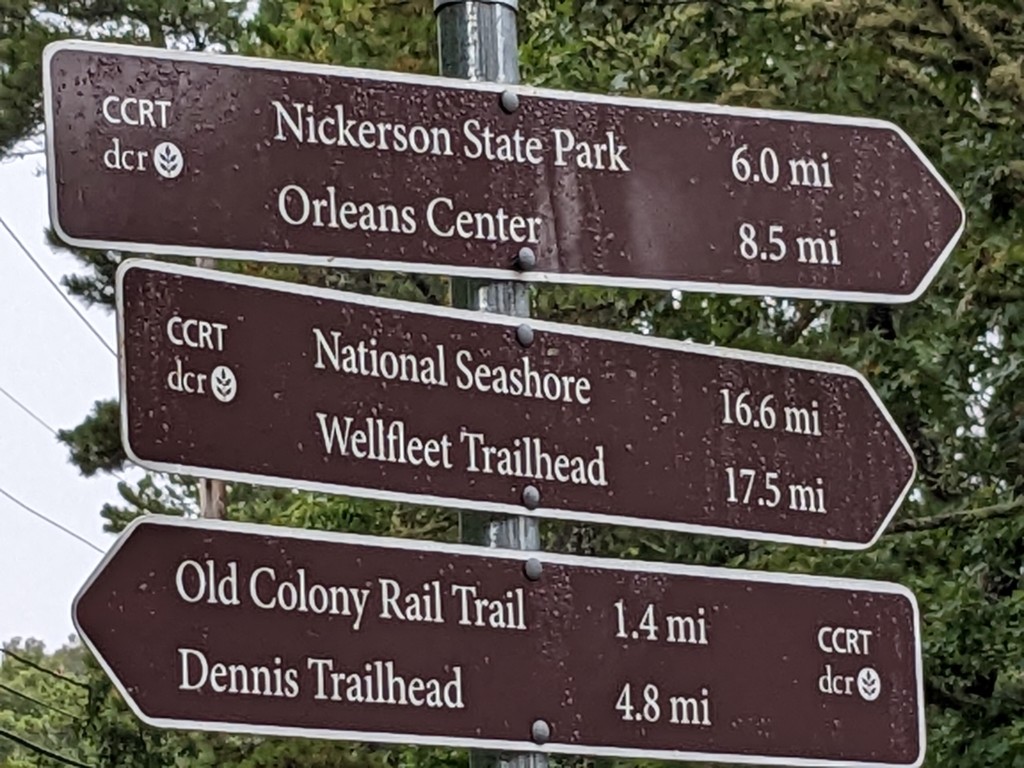 CCRT
dcr
Nickerson State Park 6.0 mi
Orleans Center 8.5 mi
CCRT
dcr
National Seashore 16.6 mi
Wellfleet Trailhead 17.5 mi
Old Colony Rail Trail 1.4 mi
Dennis Trailhead 4.8 mi
CCRT
dcr